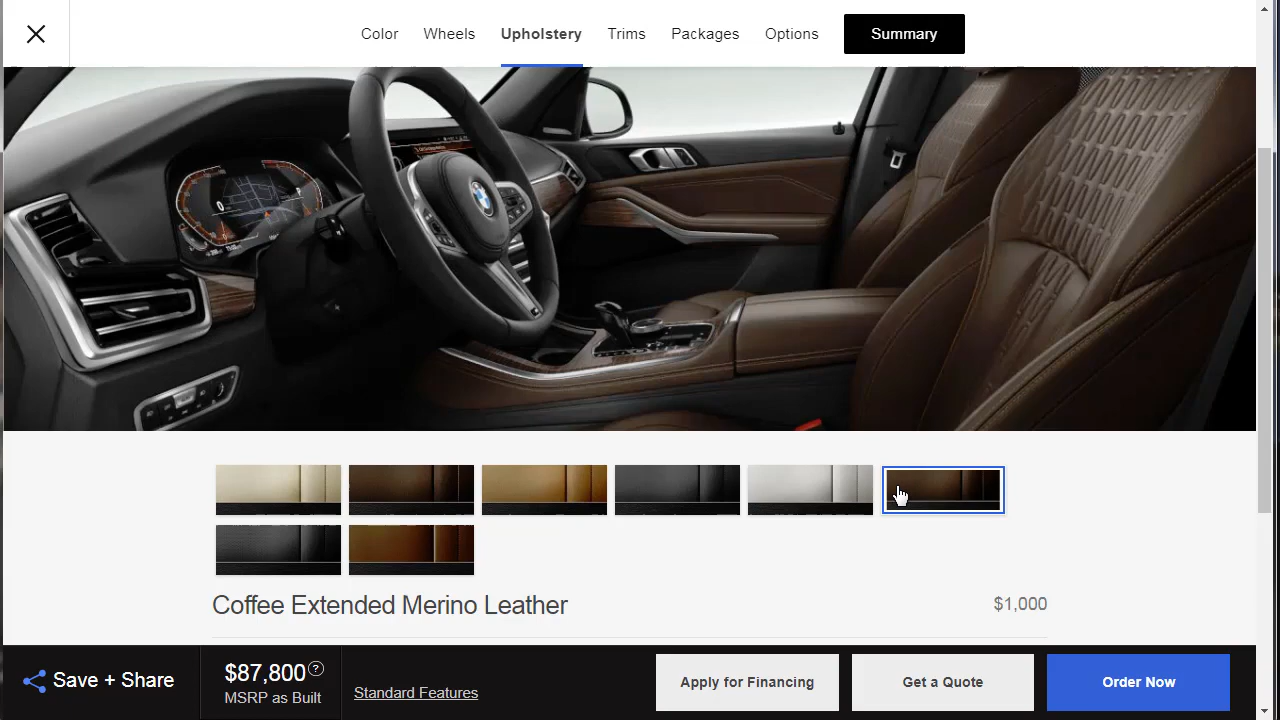 Color Wheels Upholstery Trims Packages Options Summary
Coffee Extended Merino Leather $1,000
Save + Share
$87,800 ?
MSRP as Built
Standard Features
Apply for Financing
Get a Quote
Order Now